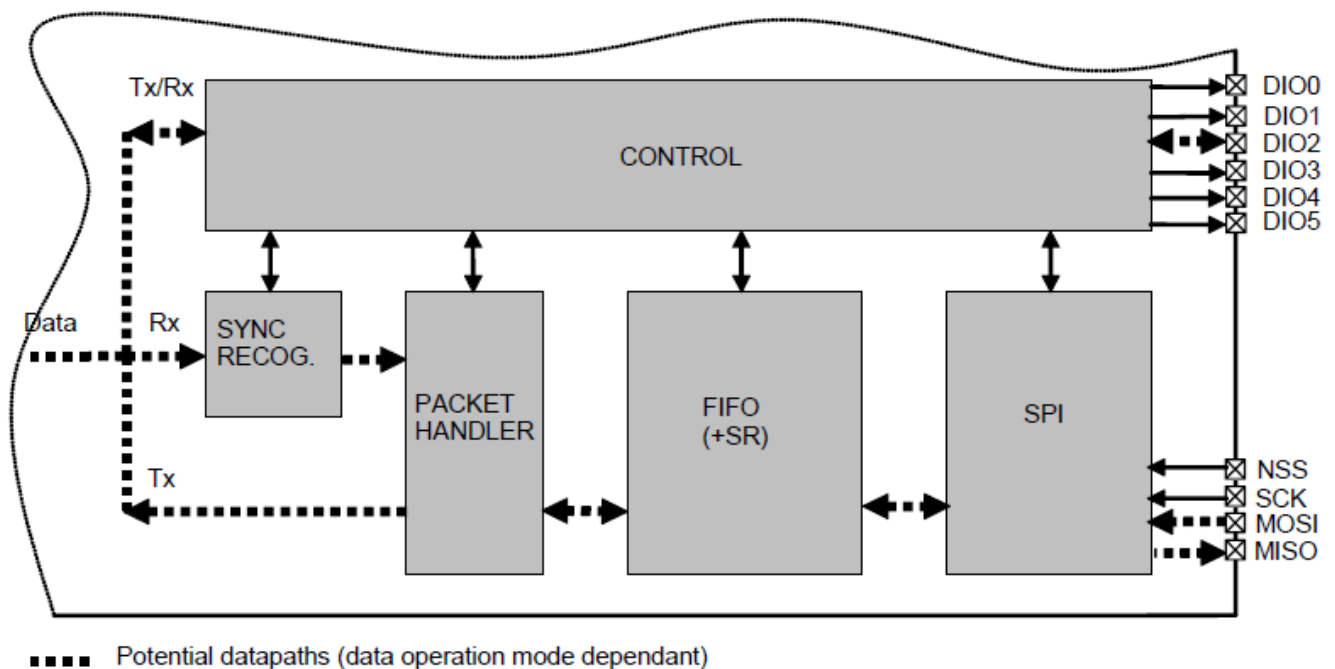 Tx/Rx
CONTROL
DIO0
DIO1
DIO2
DIO3
DIO4
DIO5
Data
Rx
SYNC
RECOG.
PACKET
HANDLER
FIFO
(+SR)
SPI
Tx
NSS
SCK
MOSI
MISO
Potential datapaths (data operation mode dependant)